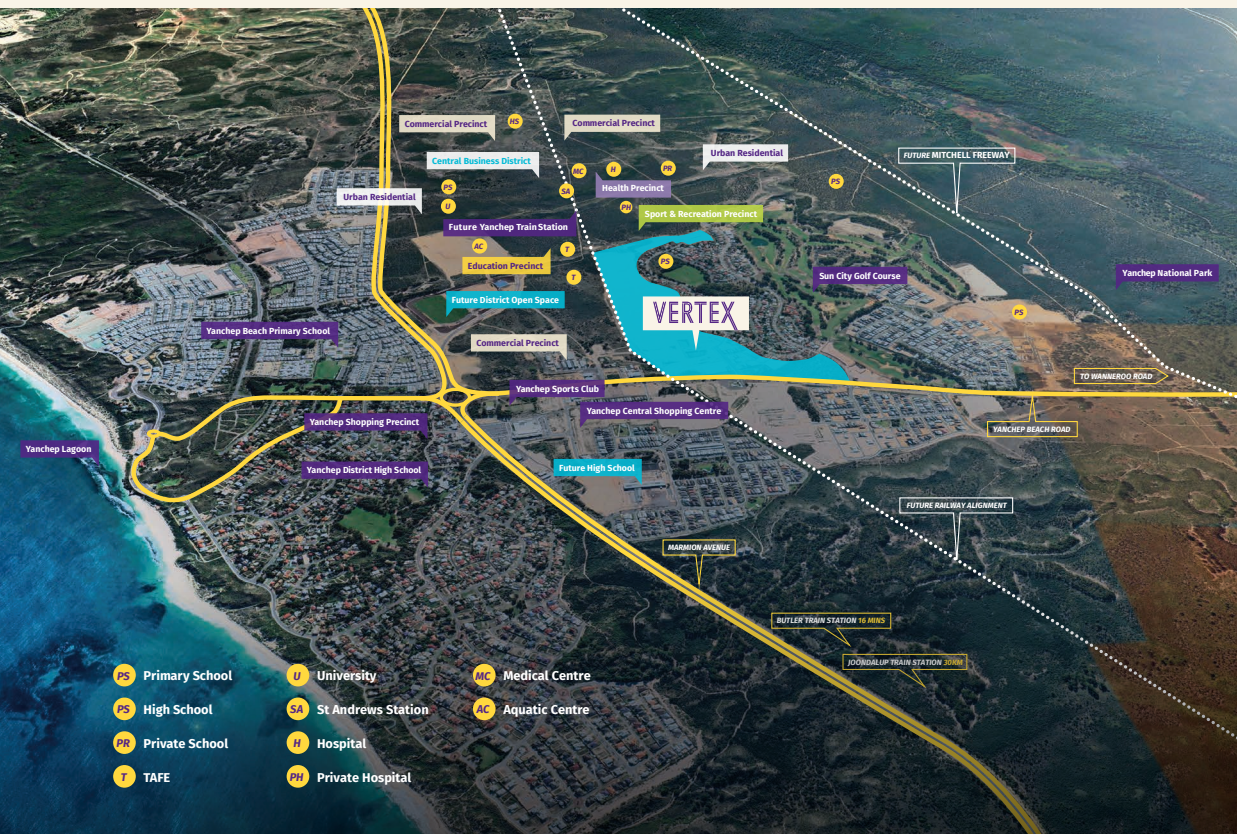 HS
Commercial Precinct
Commercial Precinct
Central Business District
Urban Residential
FUTURE MITCHELL FREEWAY
MC
H
PR
PS
PS
SA
Health Precinct
Urban Residential
U
PH
Sport & Recreation Precinct
Future Yanchep Train Station
AC
T
PS
Education Precinct
T
Sun City Golf Course
Yanchep National Park
Future District Open Space
VERTEX
PS
Yanchep Beach Primary School
Commercial Precinct
TO WANNEROO ROAD
Yanchep Sports Club
Yanchep Central Shopping Centre
Yanchep Shopping Precinct
YANCHEP BEACH ROAD
Yanchep Lagoon
Yanchep District High School
Future High School
FUTURE RAILWAY ALIGNMENT
MARMION AVENUE
BUTLER TRAIN STATION 16 MINS
JOONDALUP TRAIN STATION 30KM
PS Primary School
U University
MC Medical Centre
PS High School
SA St Andrews Station
AC Aquatic Centre
PR Private School
H Hospital
T TAFE
PH Private Hospital